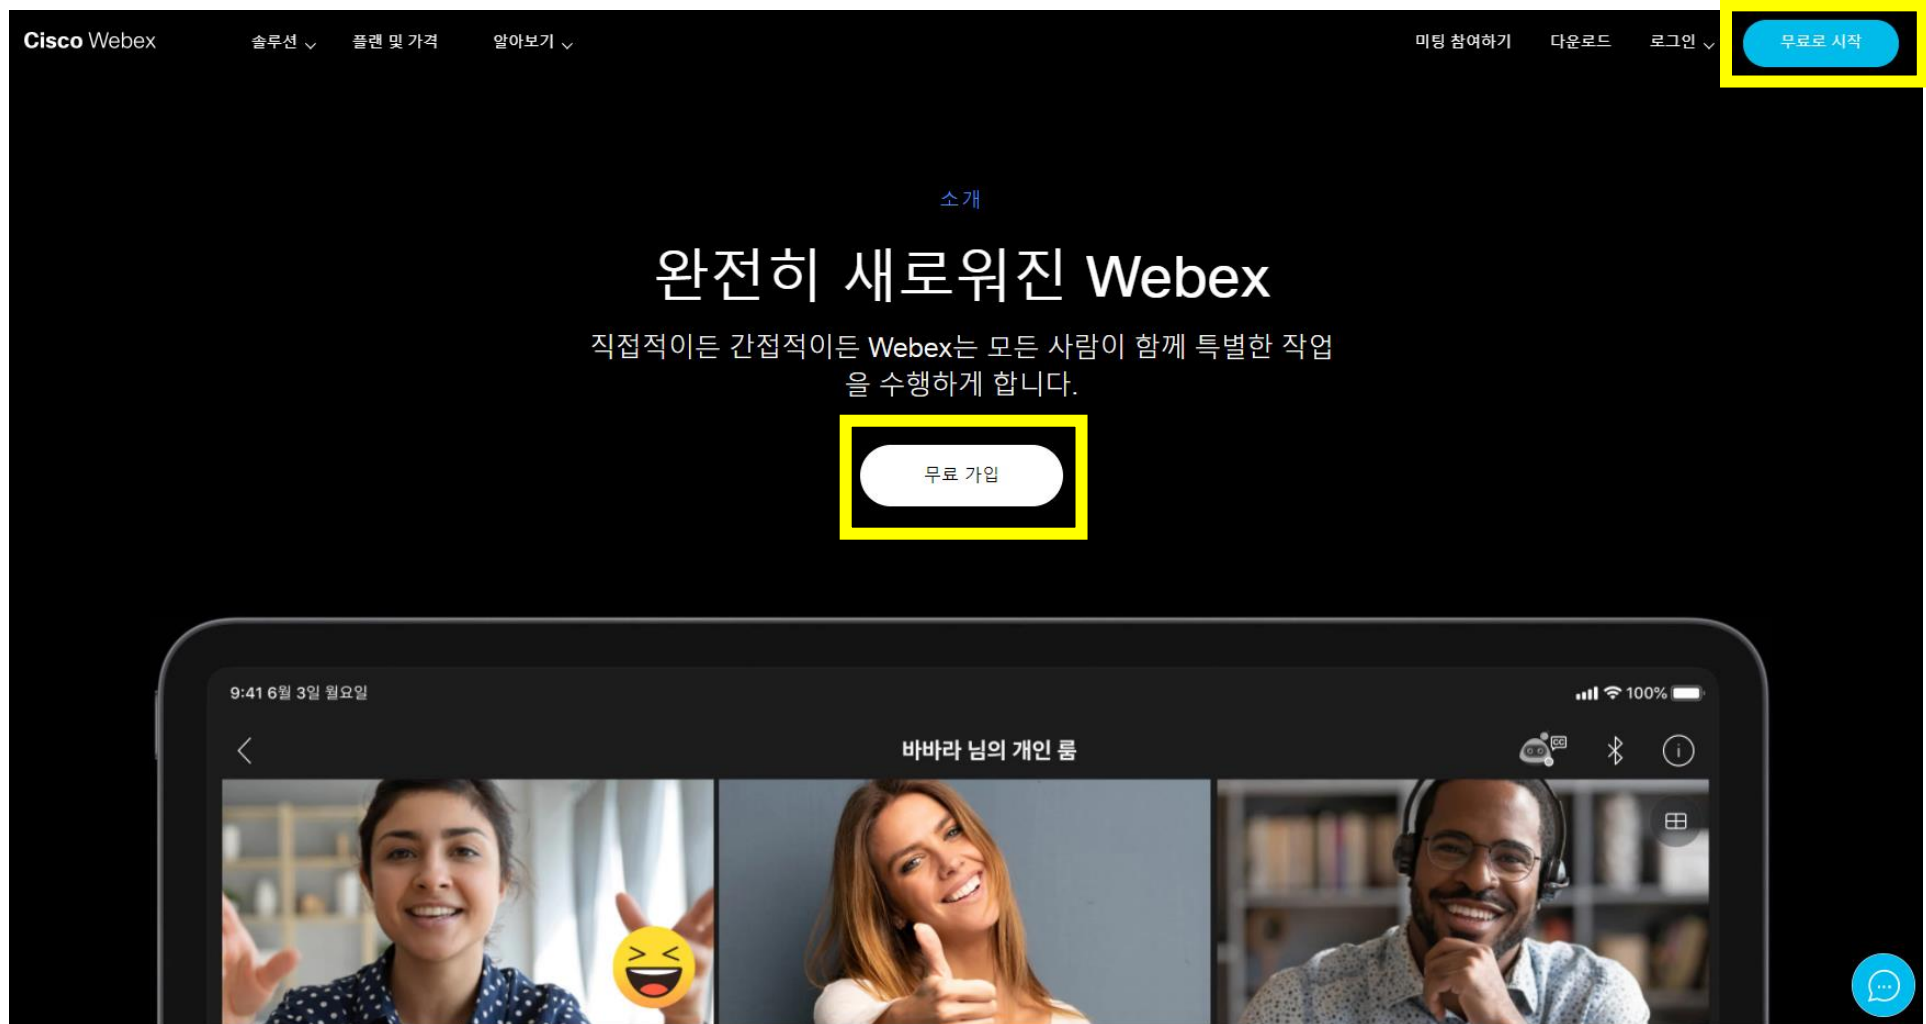 Cisco Webex
솔루션
플랜 및 가격
알아보기
미팅 참여하기
다운로드
로그인
무료로 시작
소개
완전히 새로워진 Webex
직접적이든 간접적이든 Webex는 모든 사람이 함께 특별한 작업
을 수행하게 합니다.
무료 가입
9:41 6월 3일 월요일
100%
바바라 님의 개인 룸
CC